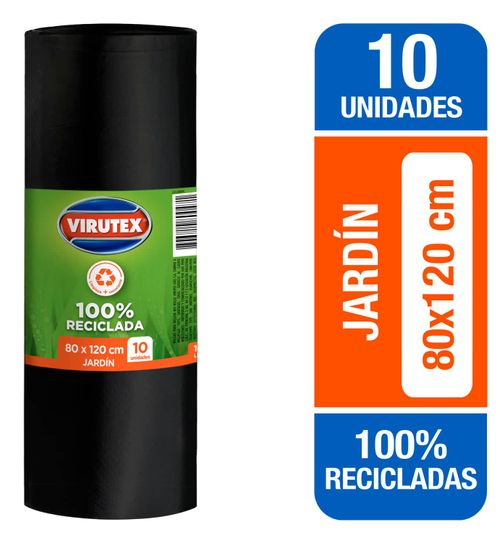 VIRUTEX
100%
RECICLADA
80 x 120 cm
10
unidades
JARDÍN
10
UNIDADES
JARDÍN
80x120 cm
100%
RECICLADAS